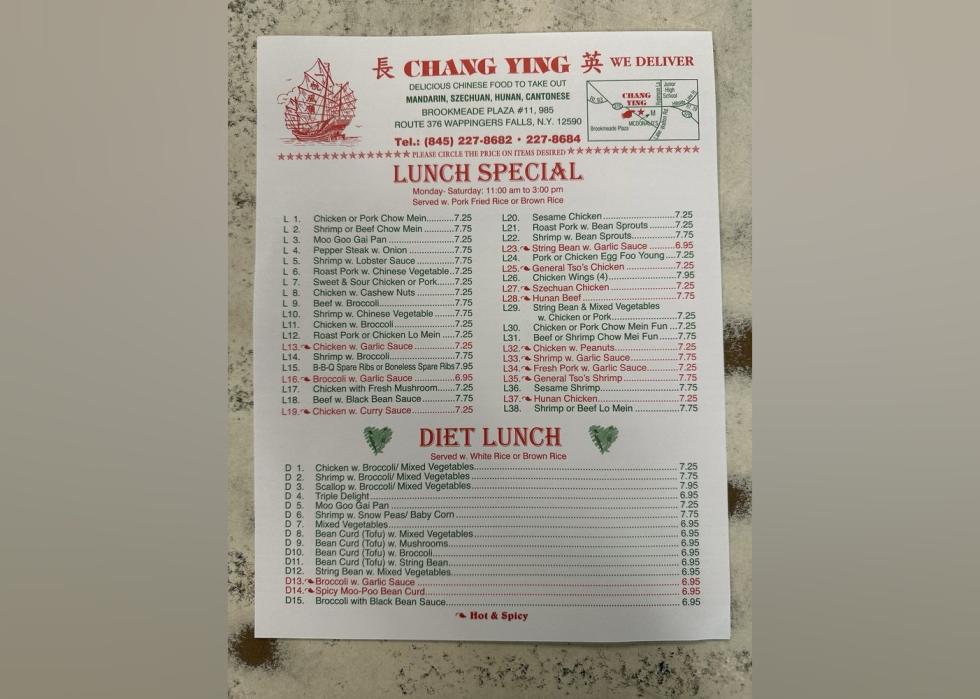 長 CHANG YING 英 WE DELIVER
DELICIOUS CHINESE FOOD TO TAKE OUT
MANDARIN, SZECHUAN, HUNAN, CANTONESE
BROOKMEADE PLAZA #11, 985
ROUTE 376 WAPPINGERS FALLS, N.Y. 12590
Tel.: (845) 227-8682 • 227-8684
CHANG
YING
Junior
High
School
M
MCDONALD'S
Brookmeade Plaza
PLEASE CIRCLE THE PRICE ON ITEMS DESIRED
LUNCH SPECIAL
Monday- Saturday: 11:00 am to 3:00 pm
Served w. Pork Fried Rice or Brown Rice
L 1. Chicken or Pork Chow Mein...........7.25
L 2. Shrimp or Beef Chow Mein ...........7.75
L 3. Moo Goo Gai Pan ........................7.25
L 4. Pepper Steak w. Onion ................7.75
L 5. Shrimp w. Lobster Sauce .............7.75
L 6. Roast Pork w. Chinese Vegetable..7.25
L 7. Sweet & Sour Chicken or Pork......7.25
L 8. Chicken w. Cashew Nuts .............7.25
L 9. Beef w. Broccoli...........................7.75
L10. Shrimp w. Chinese Vegetable .......7.75
L11. Chicken w. Broccoli .....................7.25
L12. Roast Pork or Chicken Lo Mein ....7.25
L13. Chicken w. Garlic Sauce ..............7.25
L14. Shrimp w. Broccoli.......................7.75
L15. B-B-Q Spare Ribs or Boneless Spare Ribs 7.95
L16. Broccoli w. Garlic Sauce ..............6.95
L17. Chicken with Fresh Mushroom......7.25
L18. Beef w. Black Bean Sauce ...........7.75
L19. Chicken w. Curry Sauce...............7.25
L20. Sesame Chicken .........................7.25
L21. Roast Pork w. Bean Sprouts .........7.25
L22. Shrimp w. Bean Sprouts...............7.75
L23. String Bean w. Garlic Sauce .........6.95
L24. Pork or Chicken Egg Foo Young....7.25
L25. General Tso's Chicken .................7.25
L26. Chicken Wings (4)........................7.95
L27. Szechuan Chicken ......................7.25
L28. Hunan Beef ................................7.75
L29. String Bean & Mixed Vegetables
w. Chicken or Pork.......................7.25
L30. Chicken or Pork Chow Mein Fun ...7.25
L31. Beef or Shrimp Chow Mei Fun ......7.75
L32. Chicken w. Peanuts.....................7.25
L33. Shrimp w. Garlic Sauce................7.75
L34. Fresh Pork w. Garlic Sauce...........7.25
L35. General Tso's Shrimp ..................7.75
L36. Sesame Shrimp...........................7.75
L37. Hunan Chicken............................7.25
L38. Shrimp or Beef Lo Mein ...............7.75
DIET LUNCH
Served w. White Rice or Brown Rice
D 1. Chicken w. Broccoli/ Mixed Vegetables..........7.25
D 2. Shrimp w. Broccoli/ Mixed Vegetables..........7.75
D 3. Scallop w. Broccoli/ Mixed Vegetables..........7.95
D 4. Triple Delight..........6.95
D 5. Moo Goo Gai Pan ..........7.25
D 6. Shrimp w. Snow Peas/ Baby Corn ..........7.75
D 7. Mixed Vegetables..........6.95
D 8. Bean Curd (Tofu) w. Mixed Vegetables..........6.95
D 9. Bean Curd (Tofu) w. Mushrooms..........6.95
D10. Bean Curd (Tofu) w. Broccoli..........6.95
D11. Bean Curd (Tofu) w. String Bean..........6.95
D12. String Bean w. Mixed Vegetables..........6.95
D13. Broccoli w. Garlic Sauce ..........6.95
D14. Spicy Moo-Poo Bean Curd..........6.95
D15. Broccoli with Black Bean Sauce..........6.95
Hot & Spicy